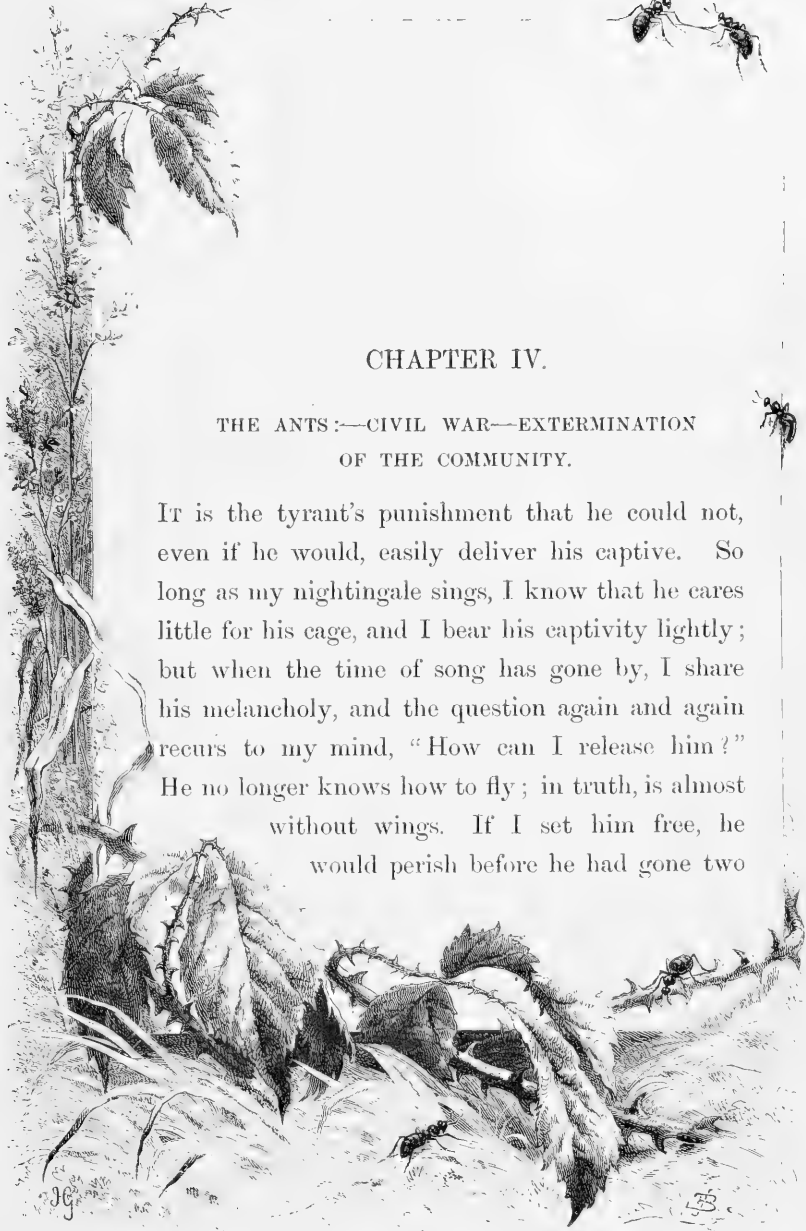 CHAPTER IV.
THE ANTS:—CIVIL WAR—EXTERMINATION
OF THE COMMUNITY.
IT is the tyrant's punishment that he could not,
even if he would, easily deliver his captive. So
long as my nightingale sings, I know that he cares
little for his cage, and I bear his captivity lightly;
but when the time of song has gone by, I share
his melancholy, and the question again and again
recurs to my mind, “How can I release him?”
He no longer knows how to fly; in truth, is almost
without wings. If I set him free, he
would perish before he had gone two